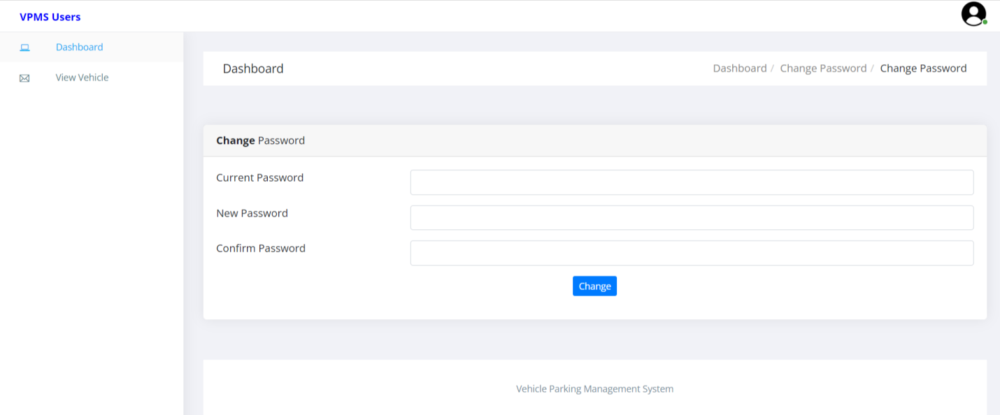 VPMS Users
Dashboard
View Vehicle
Dashboard
Dashboard / Change Password / Change Password
Change Password
Current Password
New Password
Confirm Password
Change
Vehicle Parking Management System